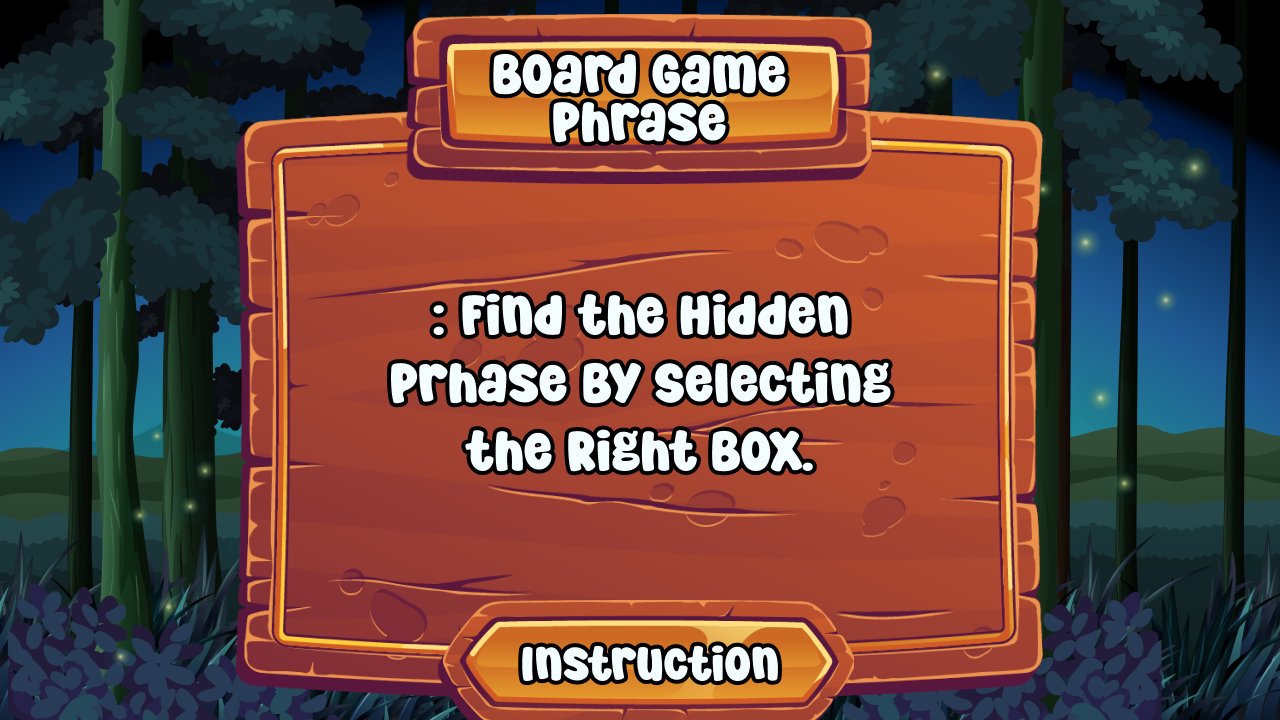 Board Game
Phrase
: Find the Hidden
Prhase By selecting
the Right BOX.
Instruction